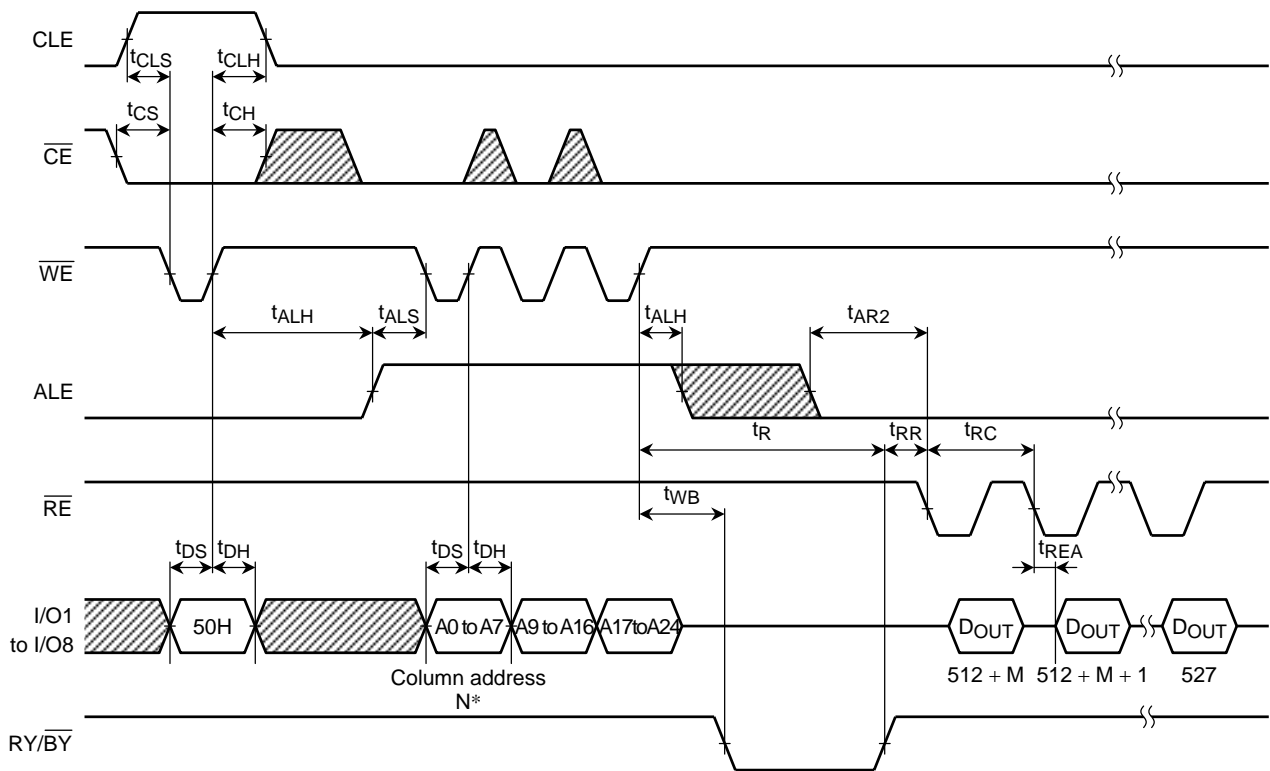 CLE
tCLS tCLH
tCS tCH
CE
WE
tALH tALS tALH tAR2
ALE
tR tRR tRC
RE
tWB
tDS tDH tDS tDH tREA
I/O1
to I/O8
50H A0 to A7 A9 to A16 A17 to A24 DOUT DOUT DOUT
512 + M 512 + M + 1 527
Column address
N*
RY/BY